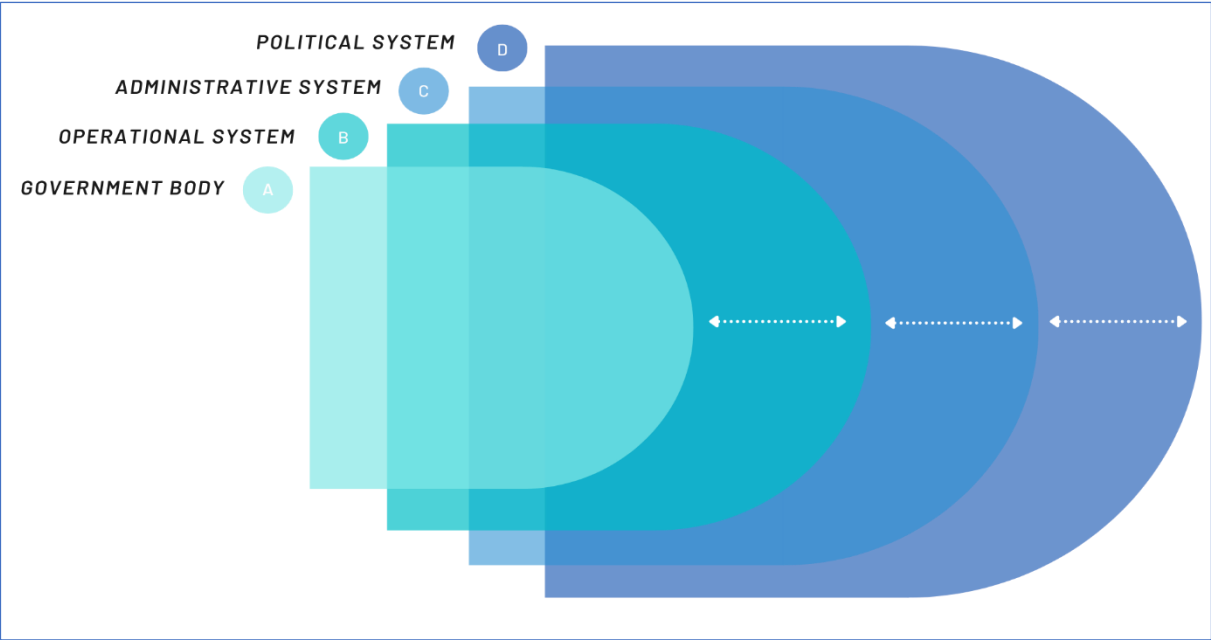 POLITICAL SYSTEM D
ADMINISTRATIVE SYSTEM C
OPERATIONAL SYSTEM B
GOVERNMENT BODY A